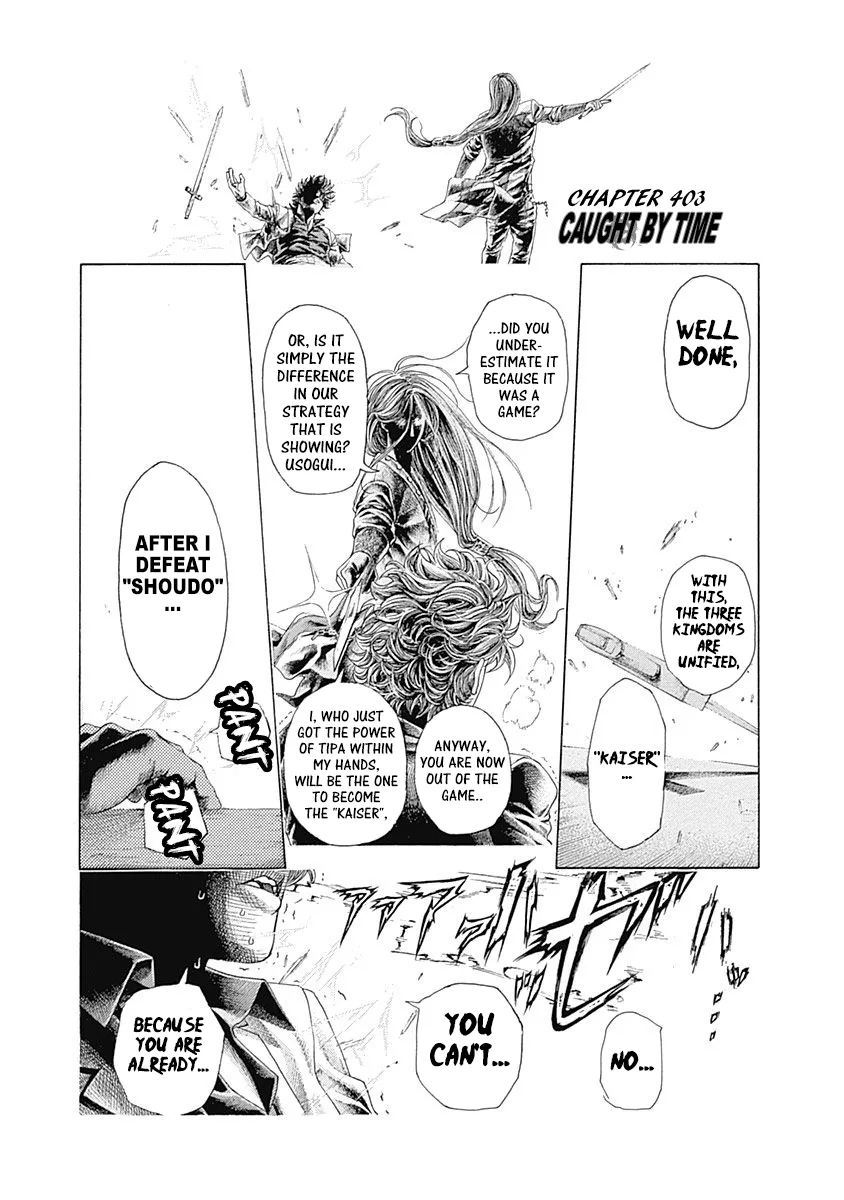 CHAPTER 403
CAUGHT BY TIME
WELL
DONE,
WITH
THIS,
THE THREE
KINGDOMS
ARE
UNIFIED,
"KAISER"
...
...DID YOU
UNDER-
ESTIMATE IT
BECAUSE IT
WAS A
GAME?
OR, IS IT
SIMPLY THE
DIFFERENCE
IN OUR
STRATEGY
THAT IS
SHOWING?
USOGUI...
ANYWAY,
YOU ARE NOW
OUT OF THE
GAME..
I, WHO JUST
GOT THE POWER
OF TIPA WITHIN
MY HANDS,
WILL BE THE ONE
TO BECOME
THE "KAISER",
AFTER I
DEFEAT
"SHOUDO"
...
PANT
PANT
NO...
YOU
CAN'T...
BECAUSE
YOU ARE
ALREADY...